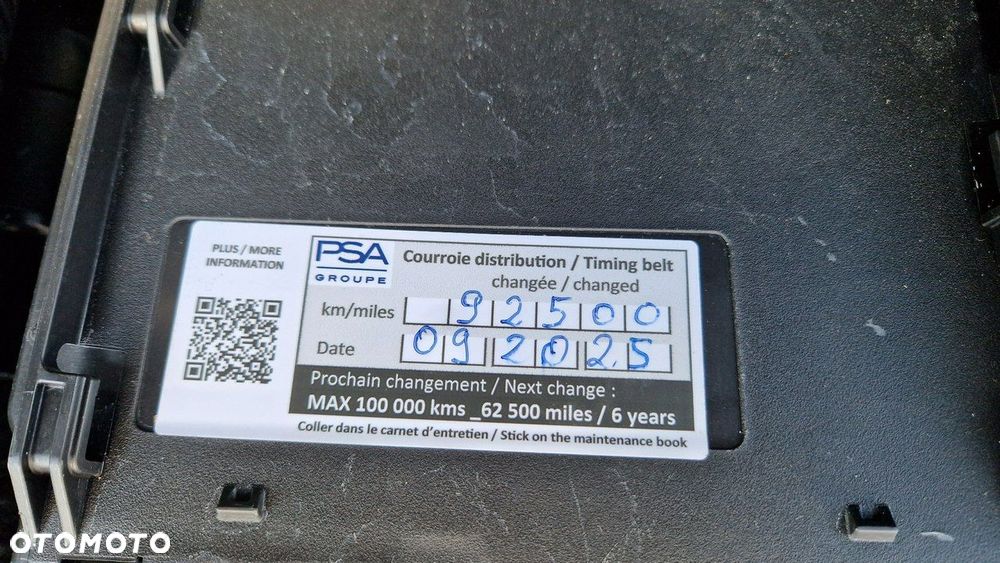 PLUS / MORE
INFORMATION
PSA
GROUPE
Courroie distribution / Timing belt
changée / changed
km/miles 92500
Date 09 2025
Prochain changement / Next change :
MAX 100 000 kms _62 500 miles / 6 years
Coller dans le carnet d'entretien / Stick on the maintenance book
OTOMOTO